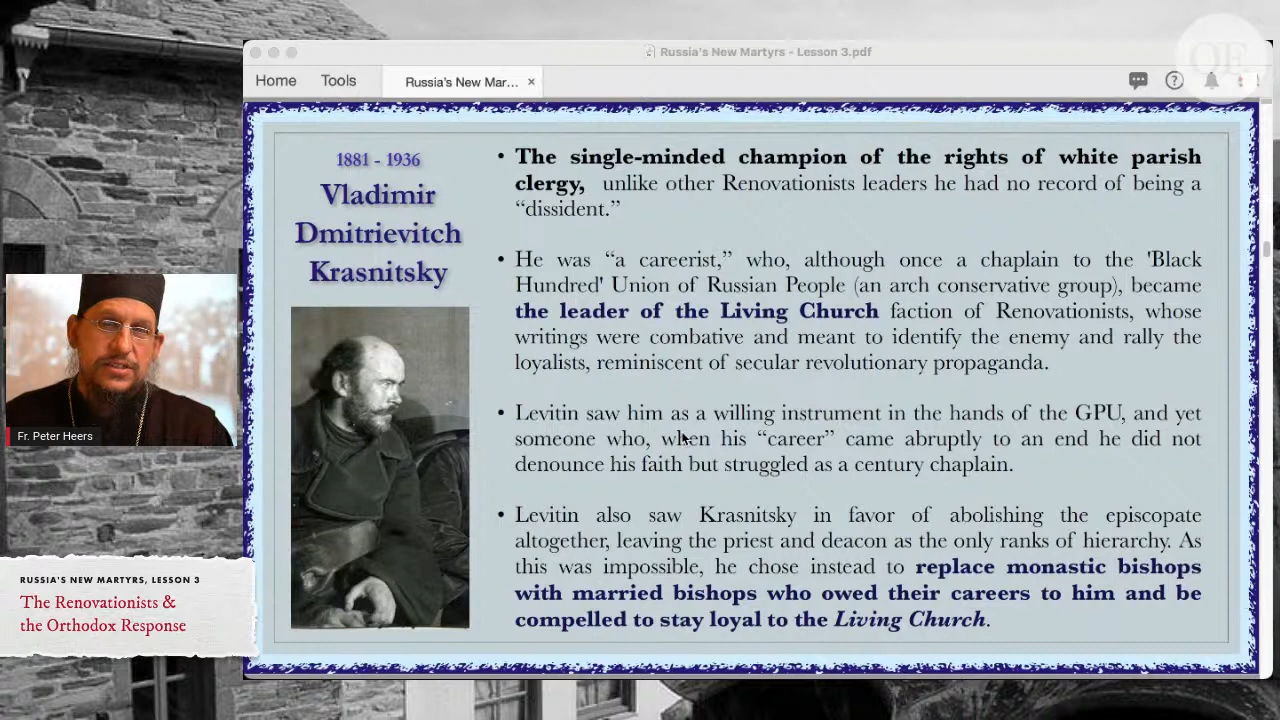 Russia's New Martyrs - Lesson 3.pdf
Home Tools Russia's New Mar... ×
OE
1881 - 1936
Vladimir
Dmitrievitch
Krasnitsky
• The single-minded champion of the rights of white parish
clergy, unlike other Renovationists leaders he had no record of being a
“dissident.”
• He was “a careerist,” who, although once a chaplain to the 'Black
Hundred' Union of Russian People (an arch conservative group), became
the leader of the Living Church faction of Renovationists, whose
writings were combative and meant to identify the enemy and rally the
loyalists, reminiscent of secular revolutionary propaganda.
• Levitin saw him as a willing instrument in the hands of the GPU, and yet
someone who, when his “career” came abruptly to an end he did not
denounce his faith but struggled as a century chaplain.
• Levitin also saw Krasnitsky in favor of abolishing the episcopate
altogether, leaving the priest and deacon as the only ranks of hierarchy. As
this was impossible, he chose instead to replace monastic bishops
with married bishops who owed their careers to him and be
compelled to stay loyal to the Living Church.
Fr. Peter Heers
RUSSIA'S NEW MARTYRS, LESSON 3
The Renovationists &
the Orthodox Response